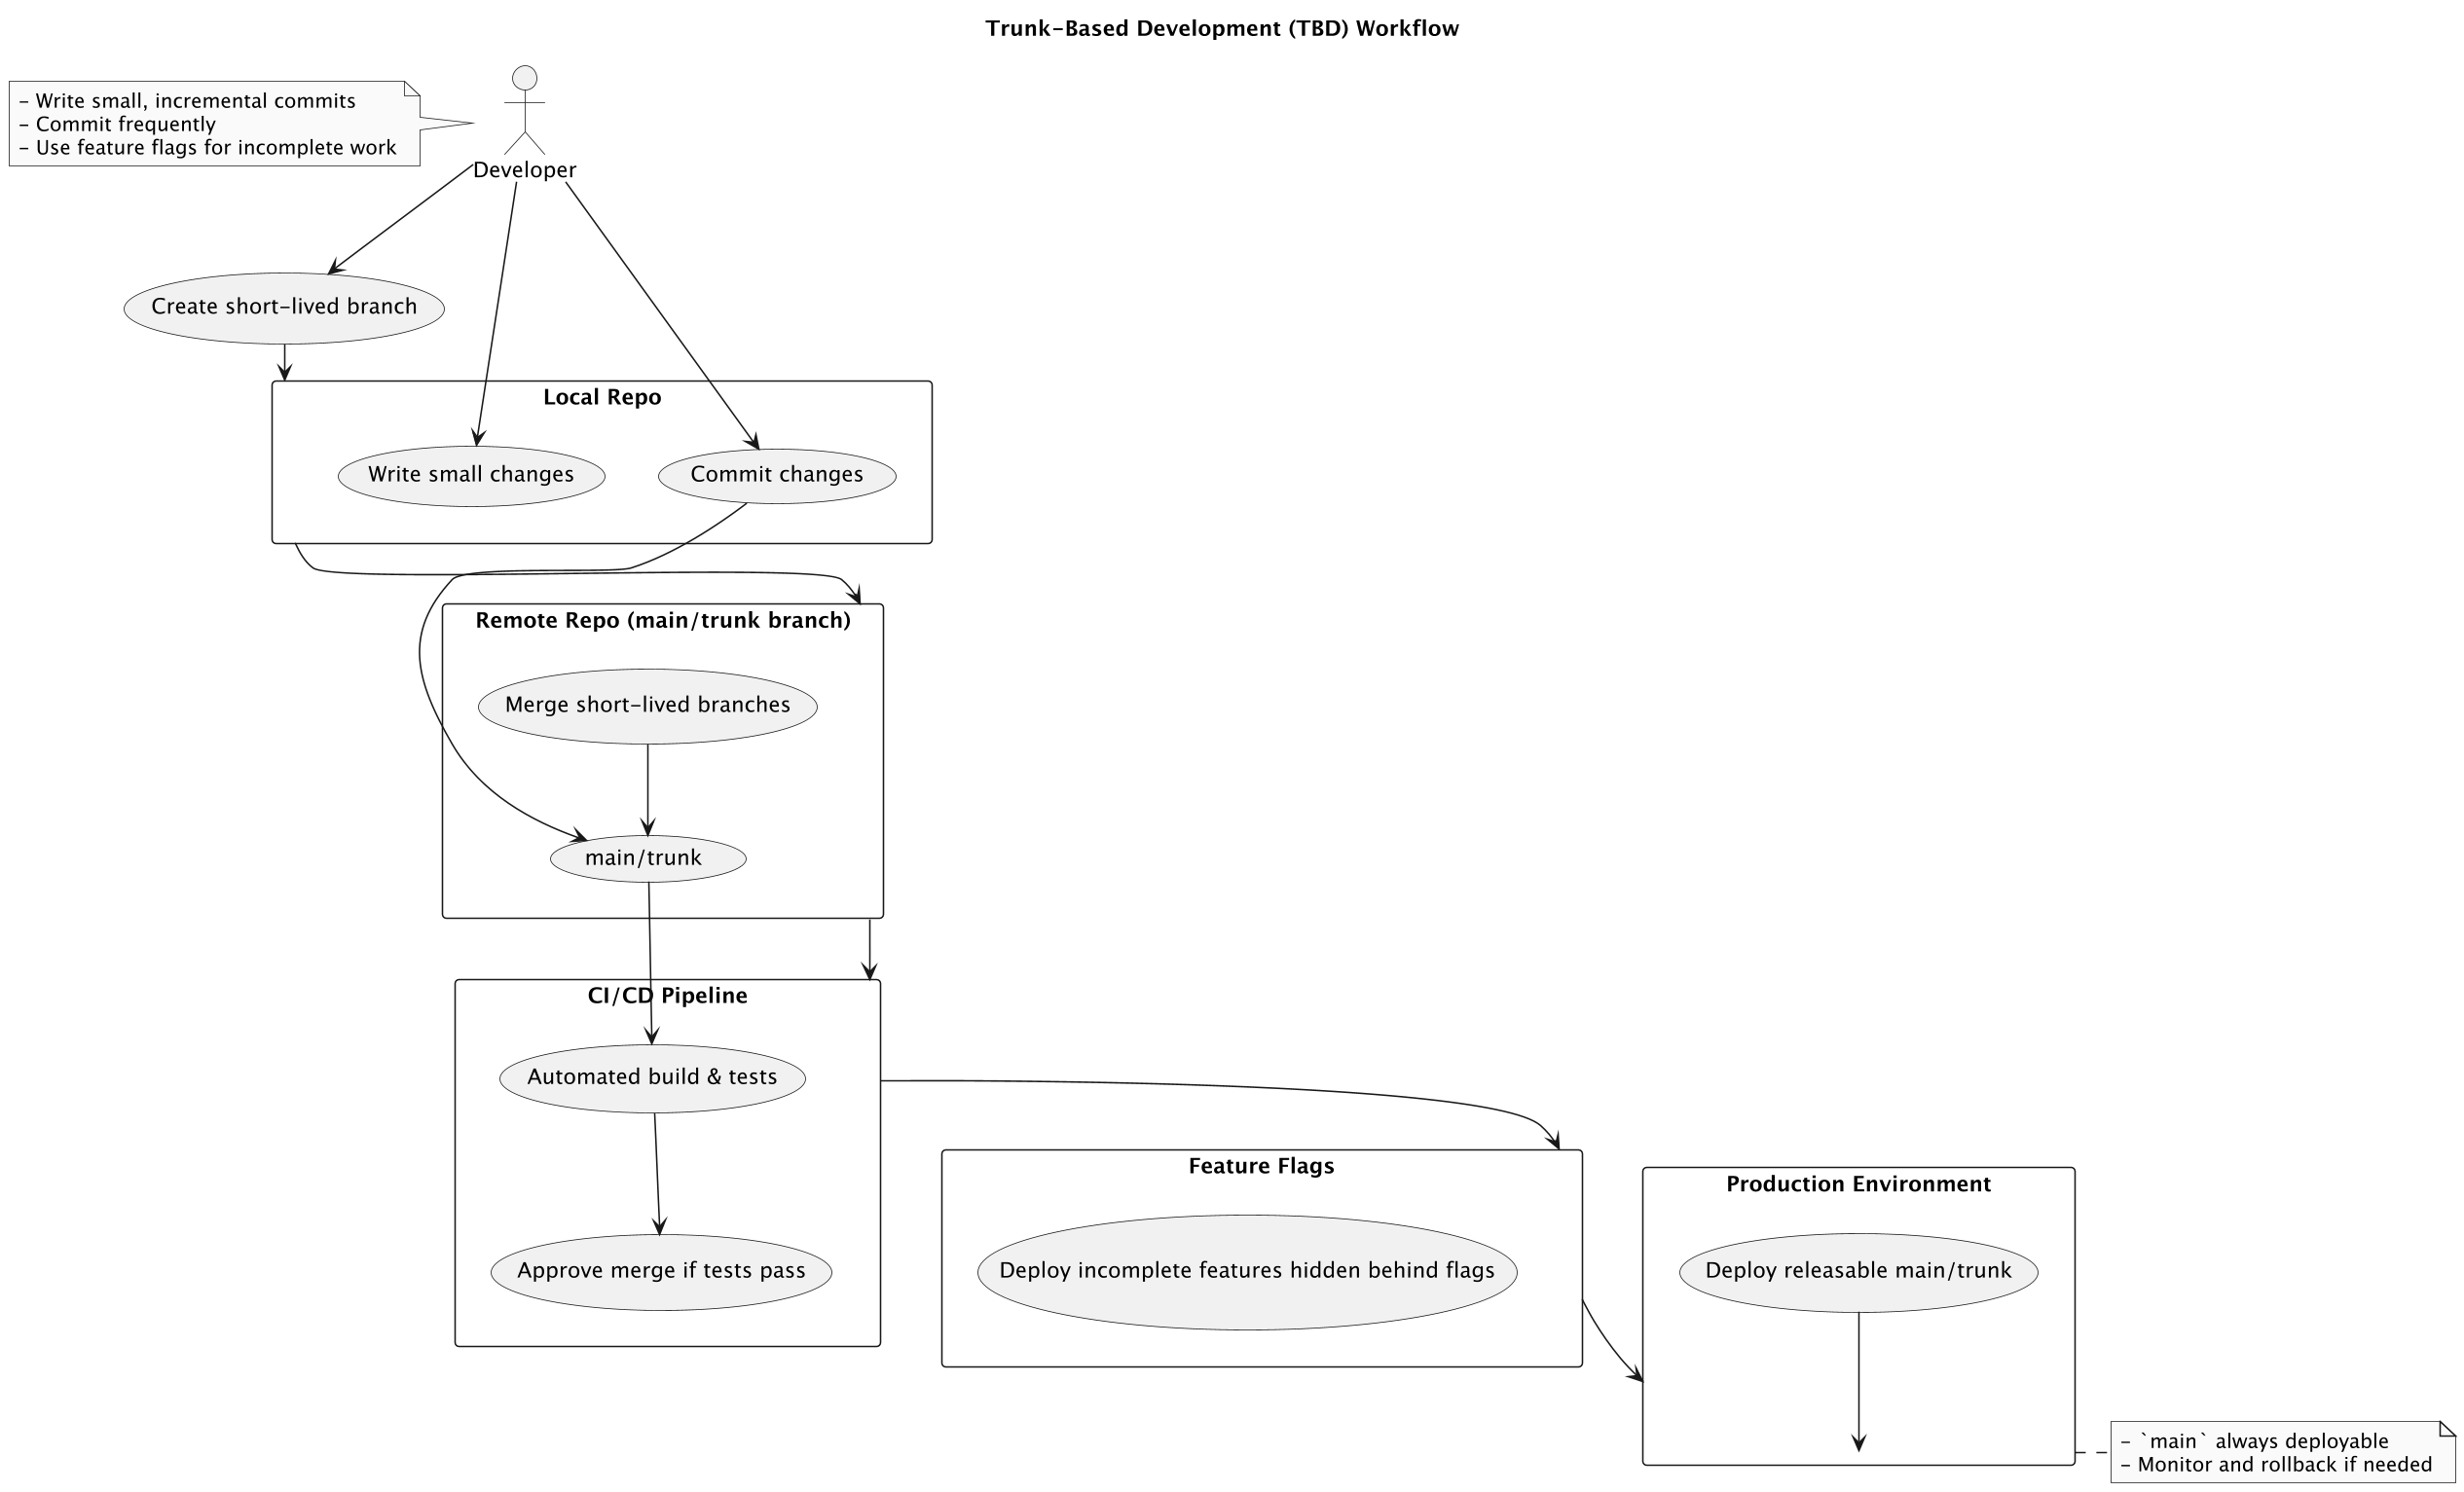 Trunk-Based Development (TBD) Workflow
- Write small, incremental commits
- Commit frequently
- Use feature flags for incomplete work
Developer
Create short-lived branch
Local Repo
Write small changes
Commit changes
Remote Repo (main/trunk branch)
Merge short-lived branches
main/trunk
CI/CD Pipeline
Automated build & tests
Approve merge if tests pass
Feature Flags
Deploy incomplete features hidden behind flags
Production Environment
Deploy releasable main/trunk
- `main` always deployable
- Monitor and rollback if needed